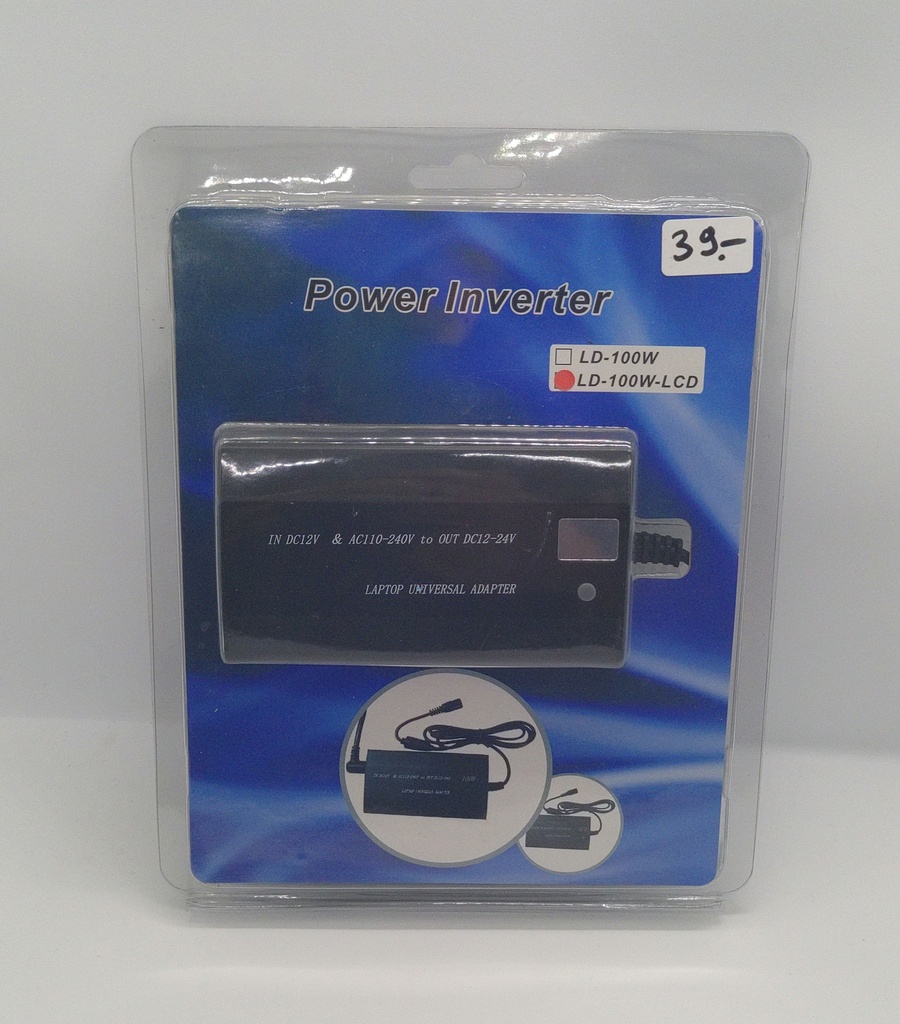 39.-
Power Inverter
LD-100W
LD-100W-LCD
IN DC12V & AC110-240V to OUT DC12-24V
LAPTOP UNIVERSAL ADAPTER